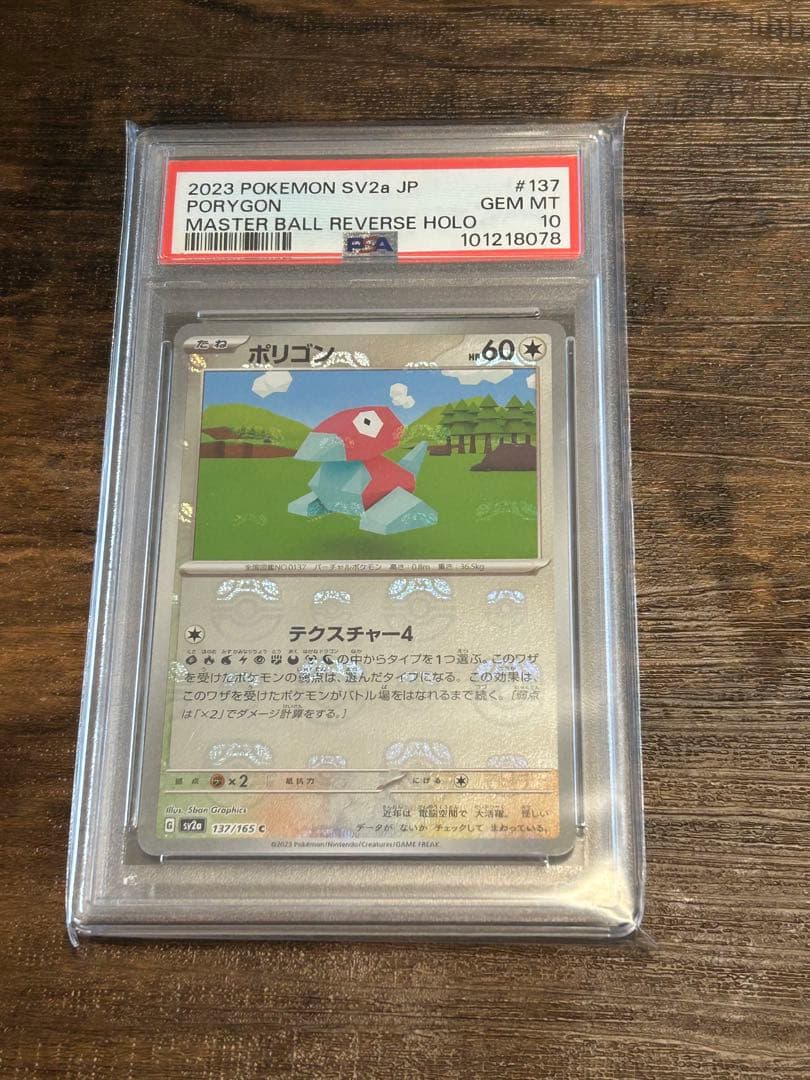 2023 POKEMON SV2a JP #137
PORYGON GEM MT
MASTER BALL REVERSE HOLO 10
PSA 101218078
たね ポリゴン HP60
全国図鑑NO.0137 バーチャルポケモン 高さ:0.8m 重さ:36.5kg
テクスチャー4
の中からタイプを1つ選ぶ。このワザ
を受けたポケモンの弱点は、選んだタイプになる。この効果は、
このワザを受けたポケモンがバトル場をはなれるまで続く。[弱点
は「×2」でダメージ計算をする。]
弱点 ×2 抵抗力 にげる
Illus. 5ban Graphics
近年は 電脳空間で 大活躍。 怪しい
G sv2a 137/165 C
データが ないか チェックして まわっている。
©2023 Pokémon/Nintendo/Creatures/GAME FREAK.